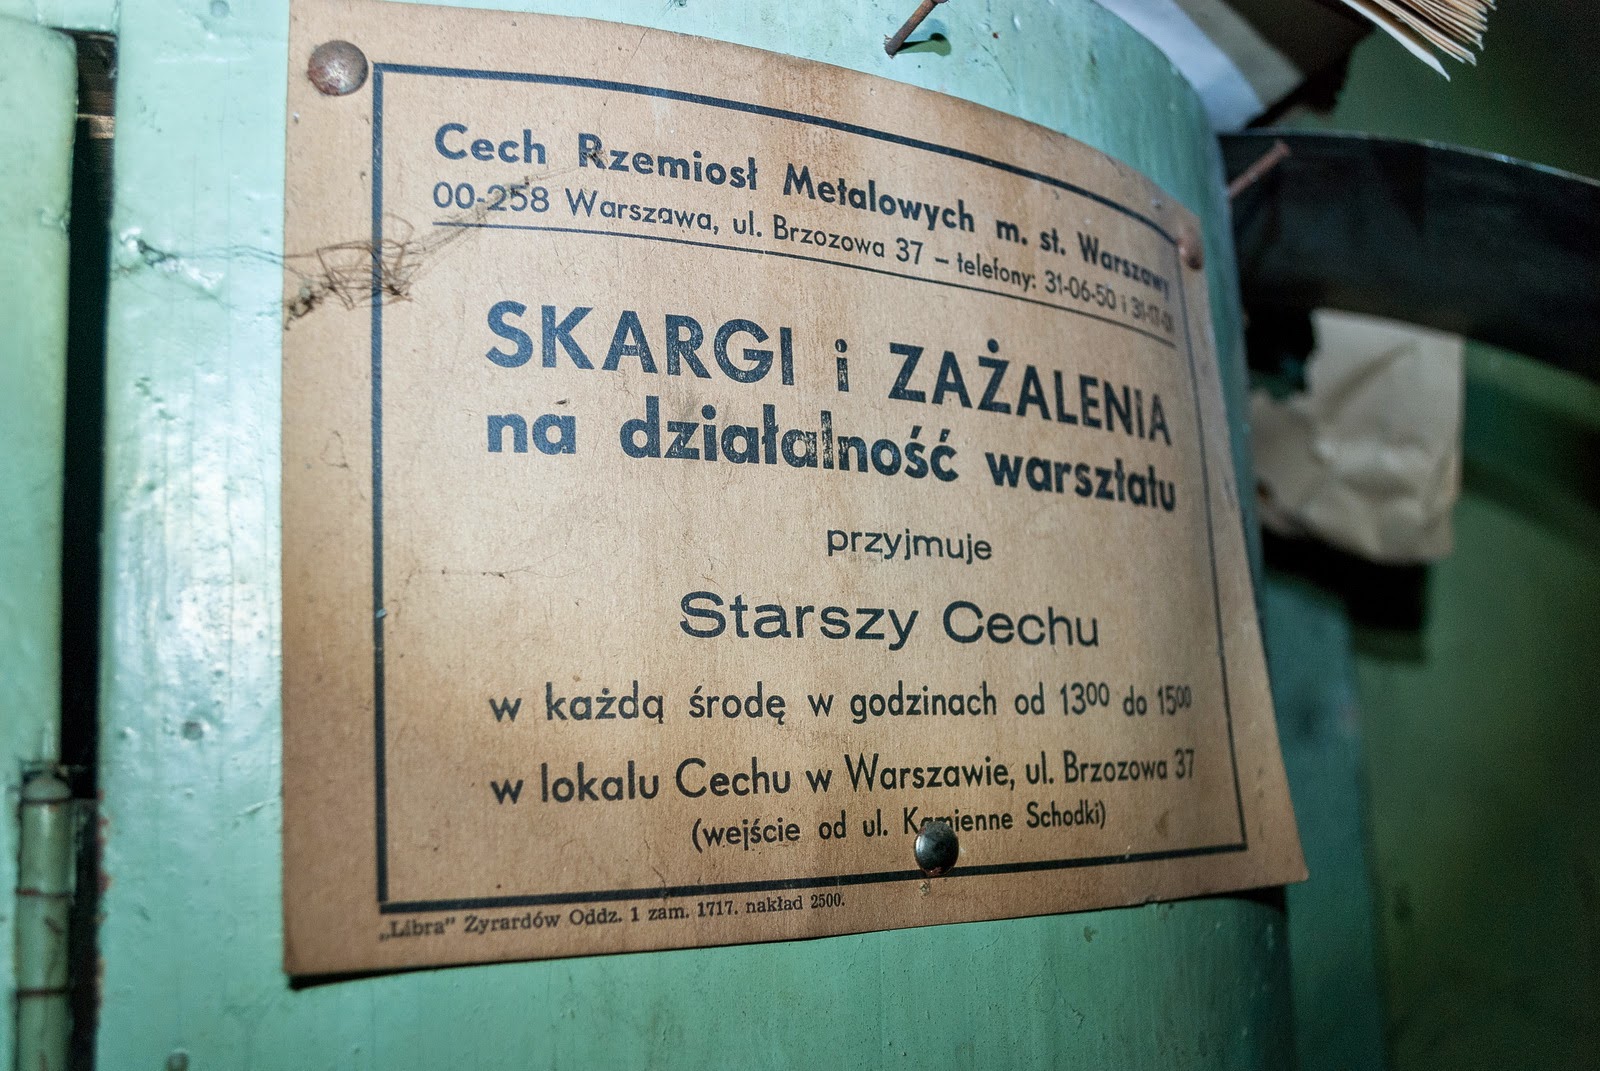 Cech Rzemiosł Metalowych m. st. Warszawy
00-258 Warszawa, ul. Brzozowa 37 – telefony: 31-06-50 i
SKARGI i ZAŻALENiA
na działalność warsztatu
przyjmuje
Starszy Cechu
w każdą środę w godzinach od 13⁰⁰ do 15⁰⁰
w lokalu Cechu w Warszawie, ul. Brzozowa 37
(wejście od ul. Kamienne Schodki)
„Libra” Żyrardów Oddz. 1 zam. 1717. nakład 2500.